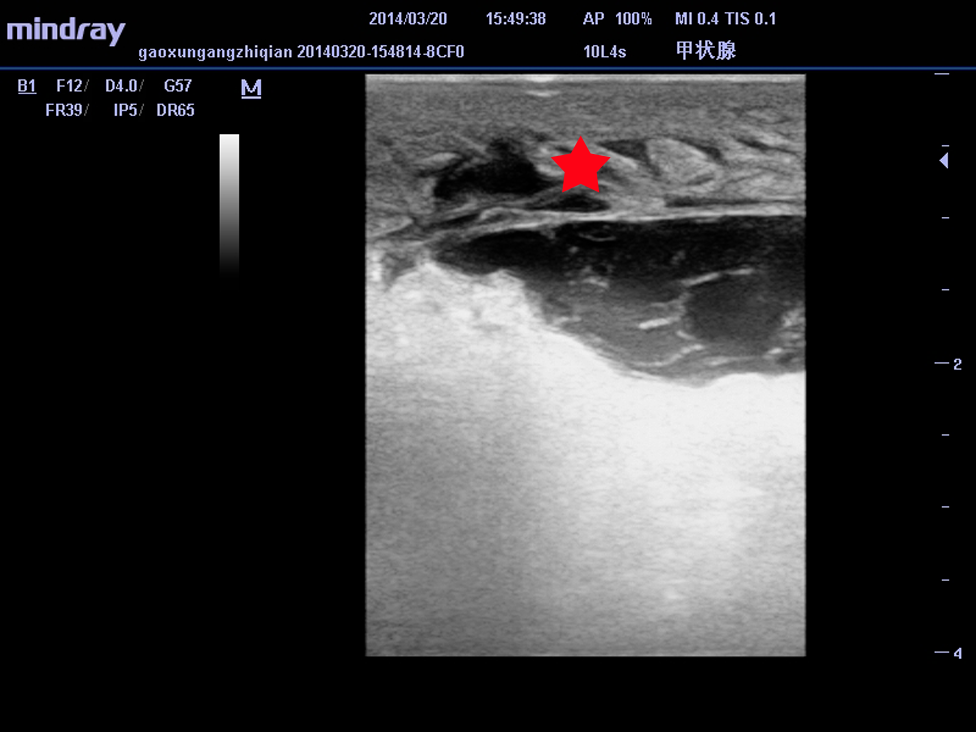 mindray
2014/03/20 15:49:38 AP 100% MI 0.4 TIS 0.1
gaoxungangzhiqian 20140320-154814-8CF0 10L4s 甲状腺
B1 F12/ D4.0/ G57 M
FR39/ IP5/ DR65
2
4